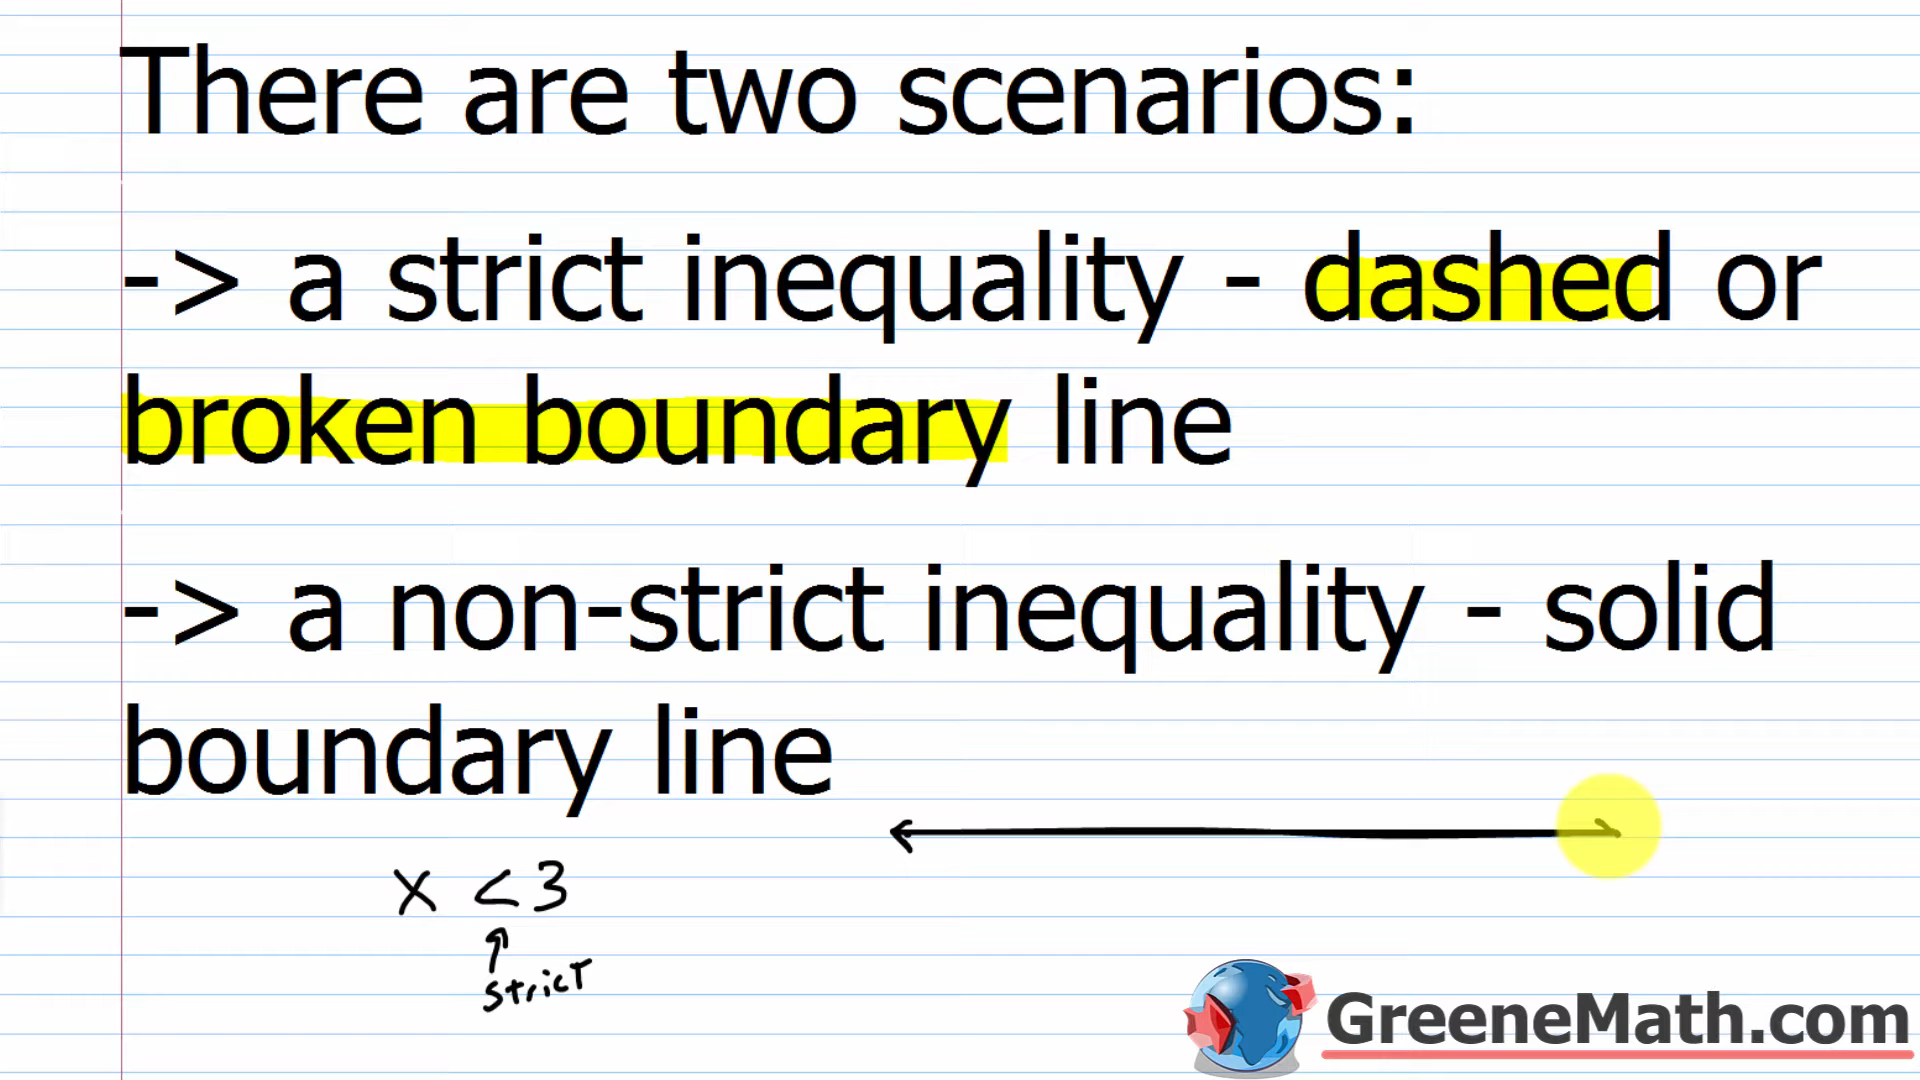 There are two scenarios:
-> a strict inequality - dashed or
broken boundary line
-> a non-strict inequality - solid
boundary line
x < 3
strict
GreeneMath.com